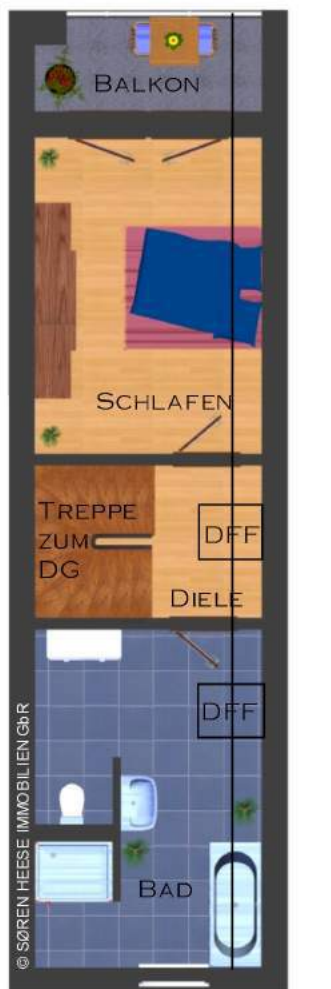 BALKON
SCHLAFEN
TREPPE
ZUM
DG
DFF
DIELE
DFF
BAD
© SØREN HEESE IMMOBILIEN GbR